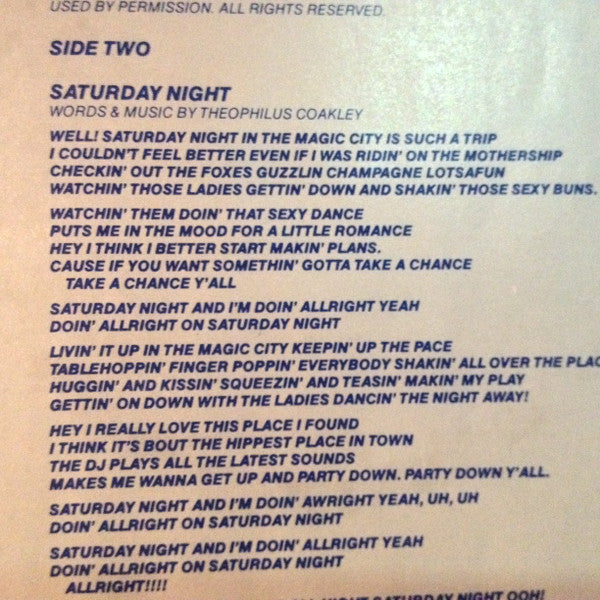 USED BY PERMISSION. ALL RIGHTS RESERVED.
SIDE TWO
SATURDAY NIGHT
WORDS & MUSIC BY THEOPHILUS COAKLEY
WELL! SATURDAY NIGHT IN THE MAGIC CITY IS SUCH A TRIP
I COULDN'T FEEL BETTER EVEN IF I WAS RIDIN' ON THE MOTHERSHIP
CHECKIN' OUT THE FOXES GUZZLIN CHAMPAGNE LOTSAFUN
WATCHIN' THOSE LADIES GETTIN' DOWN AND SHAKIN' THOSE SEXY BUNS.
WATCHIN' THEM DOIN' THAT SEXY DANCE
PUTS ME IN THE MOOD FOR A LITTLE ROMANCE
HEY I THINK I BETTER START MAKIN' PLANS.
CAUSE IF YOU WANT SOMETHIN' GOTTA TAKE A CHANCE
TAKE A CHANCE Y'ALL
SATURDAY NIGHT AND I'M DOIN' ALLRIGHT YEAH
DOIN' ALLRIGHT ON SATURDAY NIGHT
LIVIN' IT UP IN THE MAGIC CITY KEEPIN' UP THE PACE
TABLEHOPPIN' FINGER POPPIN' EVERYBODY SHAKIN' ALL OVER THE PLAC
HUGGIN' AND KISSIN' SQUEEZIN' AND TEASIN' MAKIN' MY PLAY
GETTIN' ON DOWN WITH THE LADIES DANCIN' THE NIGHT AWAY!
HEY I REALLY LOVE THIS PLACE I FOUND
I THINK IT'S BOUT THE HIPPEST PLACE IN TOWN
THE DJ PLAYS ALL THE LATEST SOUNDS
MAKES ME WANNA GET UP AND PARTY DOWN. PARTY DOWN Y'ALL.
SATURDAY NIGHT AND I'M DOIN' AWRIGHT YEAH, UH, UH
DOIN' ALLRIGHT ON SATURDAY NIGHT
SATURDAY NIGHT AND I'M DOIN' ALLRIGHT YEAH
DOIN' ALLRIGHT ON SATURDAY NIGHT
ALLRIGHT!!!!
NIGHT SATURDAY NIGHT OOH!